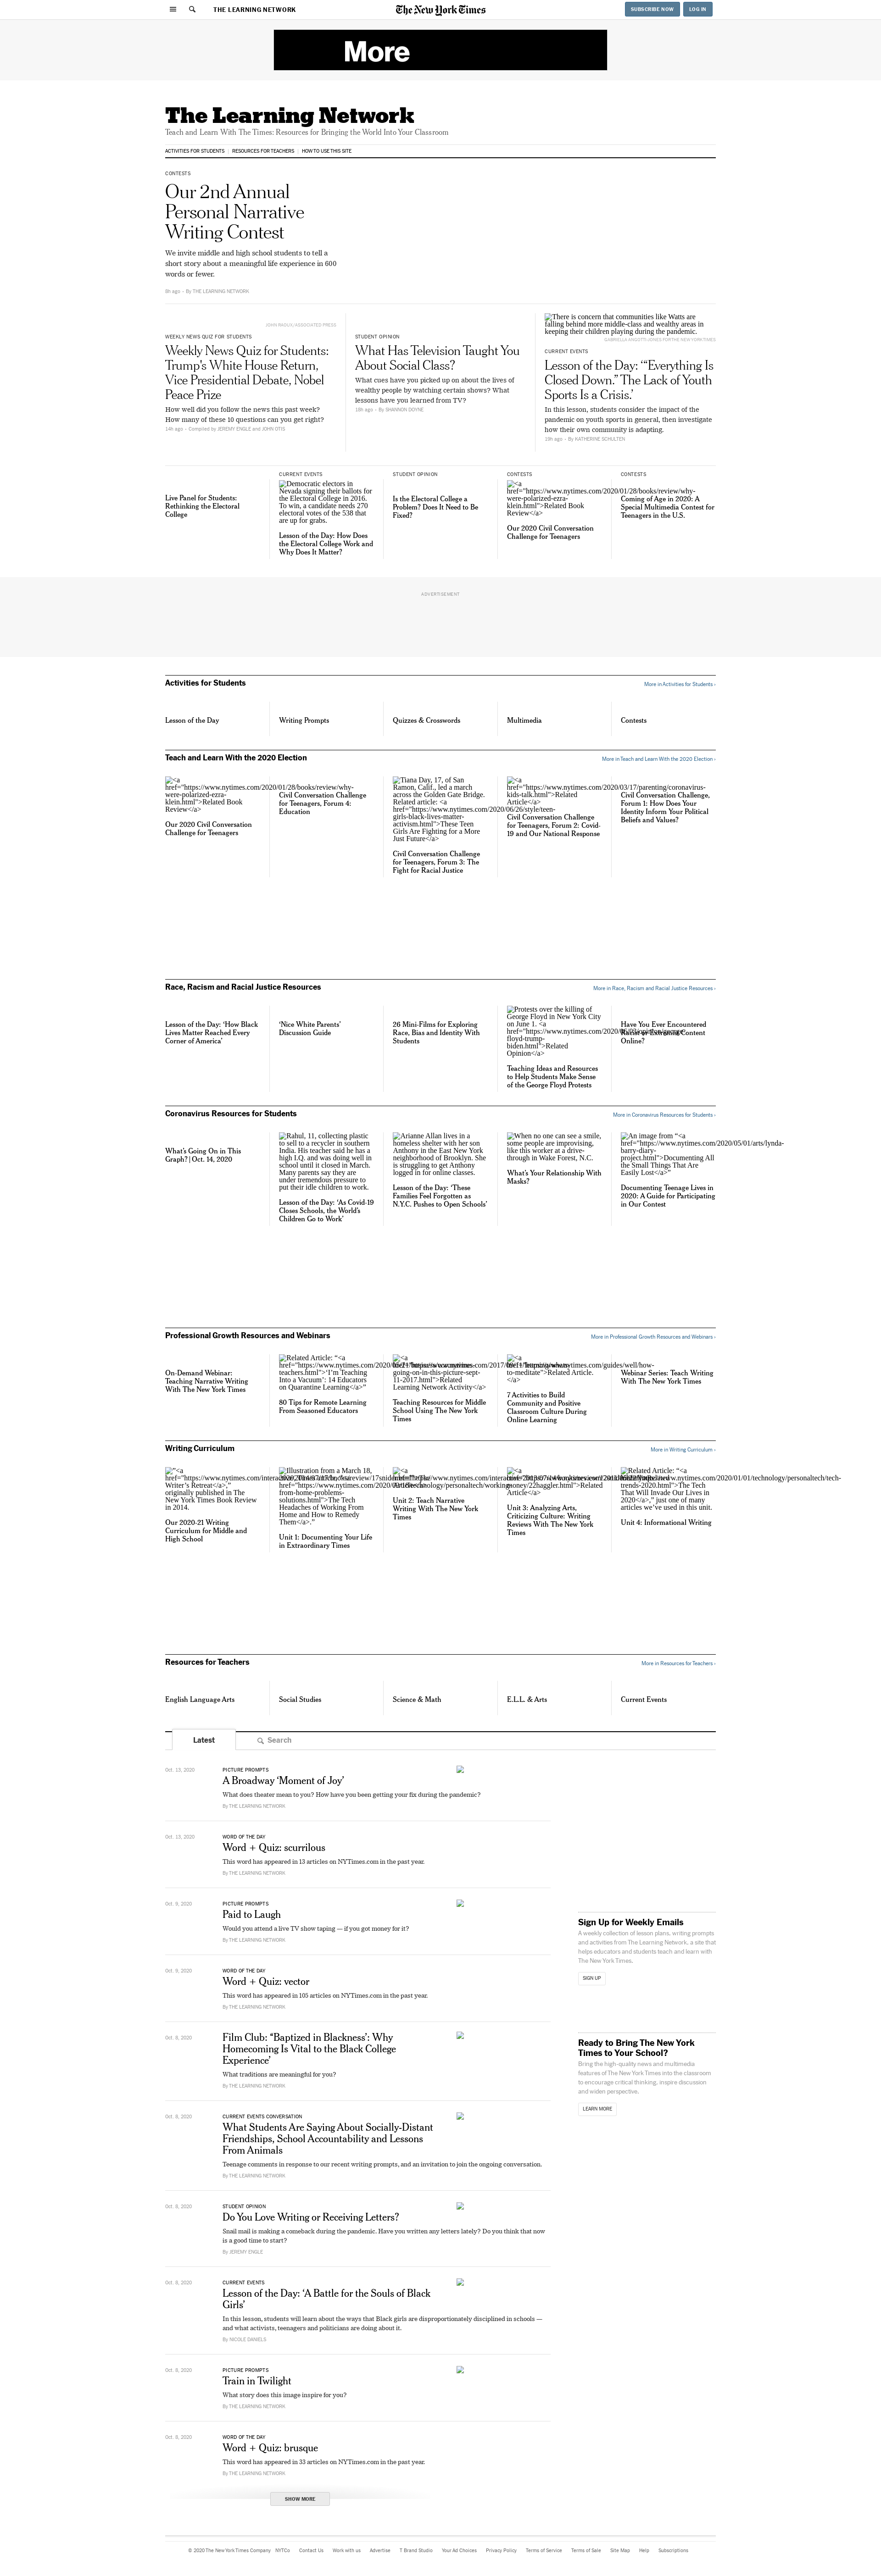 THE LEARNING NETWORK
The New York Times
SUBSCRIBE NOW
LOG IN
More
The Learning Network
Teach and Learn With The Times: Resources for Bringing the World Into Your Classroom
ACTIVITIES FOR STUDENTS
RESOURCES FOR TEACHERS
HOW TO USE THIS SITE
CONTESTS
Our 2nd Annual
Personal Narrative
Writing Contest
We invite middle and high school students to tell a
short story about a meaningful life experience in 600
words or fewer.
8h ago – By THE LEARNING NETWORK
WEEKLY NEWS QUIZ FOR STUDENTS
Weekly News Quiz for Students:
Trump's White House Return,
Vice Presidential Debate, Nobel
Peace Prize
How well did you follow the news this past week?
How many of these 10 questions can you get right?
14h ago – Compiled by JEREMY ENGLE and JOHN OTIS
STUDENT OPINION
What Has Television Taught You
About Social Class?
What cues have you picked up on about the lives of
wealthy people by watching certain shows? What
lessons have you learned from TV?
18h ago – By SHANNON DOYNE
There is concern that communities like Watts are
falling behind more middle-class and wealthy areas in
keeping their children playing during the pandemic.
GABRIELLA ANGOTTI-JONES FOR THE NEW YORK TIMES
CURRENT EVENTS
Lesson of the Day: ‘“Everything Is
Closed Down.” The Lack of Youth
Sports Is a Crisis.’
In this lesson, students consider the impact of the
pandemic on youth sports in general, then investigate
how their own community is adapting.
19h ago – By KATHERINE SCHULTEN
Live Panel for Students:
Rethinking the Electoral
College
CURRENT EVENTS
Democratic electors in
Nevada signing their ballots for
the Electoral College in 2016.
To win, a candidate needs 270
electoral votes of the 538 that
are up for grabs.
Lesson of the Day: How Does
the Electoral College Work and
Why Does It Matter?
STUDENT OPINION
Is the Electoral College a
Problem? Does It Need to Be
Fixed?
CONTESTS
<a
href="https://www.nytimes.com/2020/01/28/books/review/why-
were-polarized-ezra-
klein.html">Related Book
Review</a>
Our 2020 Civil Conversation
Challenge for Teenagers
CONTESTS
Coming of Age in 2020: A
Special Multimedia Contest for
Teenagers in the U.S.
ADVERTISEMENT
Activities for Students
More in Activities for Students ›
Lesson of the Day
Writing Prompts
Quizzes & Crosswords
Multimedia
Contests
Teach and Learn With the 2020 Election
More in Teach and Learn With the 2020 Election ›
<a
href="https://www.nytimes.com/2020/01/28/books/review/why-
were-polarized-ezra-
klein.html">Related Book
Review</a>
Our 2020 Civil Conversation
Challenge for Teenagers
Civil Conversation Challenge
for Teenagers, Forum 4:
Education
Tiana Day, 17, of San
Ramon, Calif., led a march
across the Golden Gate Bridge.
Related article: <a
href="https://www.nytimes.com/2020/06/26/style/teen-
girls-black-lives-matter-
activism.html">These Teen
Girls Are Fighting for a More
Just Future</a>
Civil Conversation Challenge
for Teenagers, Forum 3: The
Fight for Racial Justice
<a
href="https://www.nytimes.com/2020/03/17/parenting/coronavirus-
kids-talk.html">Related
Article</a>
Civil Conversation Challenge
for Teenagers, Forum 2: Covid-
19 and Our National Response
Civil Conversation Challenge,
Forum 1: How Does Your
Identity Inform Your Political
Beliefs and Values?
Race, Racism and Racial Justice Resources
More in Race, Racism and Racial Justice Resources ›
Lesson of the Day: ‘How Black
Lives Matter Reached Every
Corner of America’
‘Nice White Parents’
Discussion Guide
26 Mini-Films for Exploring
Race, Bias and Identity With
Students
Protests over the killing of
George Floyd in New York City
on June 1. <a
floyd-trump-
biden.html">Related
Opinion</a>
Teaching Ideas and Resources
to Help Students Make Sense
of the George Floyd Protests
Have You Ever Encountered
Racist or Extremist Content
Online?
Coronavirus Resources for Students
More in Coronavirus Resources for Students ›
What’s Going On in This
Graph? | Oct. 14, 2020
Rahul, 11, collecting plastic
to sell to a recycler in southern
India. His teacher said he has a
high I.Q. and was doing well in
school until it closed in March.
Many parents say they are
under tremendous pressure to
put their idle children to work.
Lesson of the Day: ‘As Covid-19
Closes Schools, the World’s
Children Go to Work’
Arianne Allan lives in a
homeless shelter with her son
Anthony in the East New York
neighborhood of Brooklyn. She
is struggling to get Anthony
logged in for online classes.
Lesson of the Day: ‘These
Families Feel Forgotten as
N.Y.C. Pushes to Open Schools’
When no one can see a smile,
some people are improvising,
like this worker at a drive-
through in Wake Forest, N.C.
What’s Your Relationship With
Masks?
An image from “<a
href="https://www.nytimes.com/2020/05/01/arts/lynda-
barry-diary-
project.html">Documenting All
the Small Things That Are
Easily Lost</a>”
Documenting Teenage Lives in
2020: A Guide for Participating
in Our Contest
Professional Growth Resources and Webinars
More in Professional Growth Resources and Webinars ›
On-Demand Webinar:
Teaching Narrative Writing
With The New York Times
Related Article: “<a
teachers.html">‘I’m Teaching
Into a Vacuum’: 14 Educators
on Quarantine Learning</a>”
80 Tips for Remote Learning
From Seasoned Educators
going-on-in-this-picture-sept-
11-2017.html">Related
Learning Network Activity</a>
Teaching Resources for Middle
School Using The New York
Times
to-meditate">Related Article.
</a>
7 Activities to Build
Community and Positive
Classroom Culture During
Online Learning
Webinar Series: Teach Writing
With The New York Times
Writing Curriculum
More in Writing Curriculum ›
Writer’s Retreat</a>,”
originally published in The
New York Times Book Review
in 2014.
Our 2020-21 Writing
Curriculum for Middle and
High School
Illustration from a March 18,
from-home-problems-
solutions.html">The Tech
Headaches of Working From
Home and How to Remedy
Them</a>.”
Unit 1: Documenting Your Life
in Extraordinary Times
Unit 2: Teach Narrative
Writing With The New York
Times
Unit 3: Analyzing Arts,
Criticizing Culture: Writing
Reviews With The New York
Times
Related Article: “<a
trends-2020.html">The Tech
That Will Invade Our Lives in
2020</a>,” just one of many
articles we’ve used in this unit.
Unit 4: Informational Writing
Resources for Teachers
More in Resources for Teachers ›
English Language Arts
Social Studies
Science & Math
E.L.L. & Arts
Current Events
Latest
Search
Oct. 13, 2020
PICTURE PROMPTS
A Broadway ‘Moment of Joy’
What does theater mean to you? How have you been getting your fix during the pandemic?
By THE LEARNING NETWORK
Oct. 13, 2020
WORD OF THE DAY
Word + Quiz: scurrilous
This word has appeared in 13 articles on NYTimes.com in the past year.
By THE LEARNING NETWORK
Oct. 9, 2020
PICTURE PROMPTS
Paid to Laugh
Would you attend a live TV show taping — if you got money for it?
By THE LEARNING NETWORK
Oct. 9, 2020
WORD OF THE DAY
Word + Quiz: vector
This word has appeared in 105 articles on NYTimes.com in the past year.
By THE LEARNING NETWORK
Oct. 8, 2020
Film Club: “Baptized in Blackness’: Why
Homecoming Is Vital to the Black College
Experience’
What traditions are meaningful for you?
By THE LEARNING NETWORK
Oct. 8, 2020
CURRENT EVENTS CONVERSATION
What Students Are Saying About Socially-Distant
Friendships, School Accountability and Lessons
From Animals
Teenage comments in response to our recent writing prompts, and an invitation to join the ongoing conversation.
By THE LEARNING NETWORK
Oct. 8, 2020
STUDENT OPINION
Do You Love Writing or Receiving Letters?
Snail mail is making a comeback during the pandemic. Have you written any letters lately? Do you think that now
is a good time to start?
By JEREMY ENGLE
Oct. 8, 2020
CURRENT EVENTS
Lesson of the Day: ‘A Battle for the Souls of Black
Girls’
In this lesson, students will learn about the ways that Black girls are disproportionately disciplined in schools —
and what activists, teenagers and politicians are doing about it.
By NICOLE DANIELS
Oct. 8, 2020
PICTURE PROMPTS
Train in Twilight
What story does this image inspire for you?
By THE LEARNING NETWORK
Oct. 8, 2020
WORD OF THE DAY
Word + Quiz: brusque
This word has appeared in 33 articles on NYTimes.com in the past year.
By THE LEARNING NETWORK
SHOW MORE
Sign Up for Weekly Emails
A weekly collection of lesson plans, writing prompts
and activities from The Learning Network, a site that
helps educators and students teach and learn with
The New York Times.
SIGN UP
Ready to Bring The New York
Times to Your School?
Bring the high-quality news and multimedia
features of The New York Times into the classroom
to encourage critical thinking, inspire discussion
and widen perspective.
LEARN MORE
© 2020 The New York Times Company
NYTCo
Contact Us
Work with us
Advertise
T Brand Studio
Your Ad Choices
Privacy Policy
Terms of Service
Terms of Sale
Site Map
Help
Subscriptions